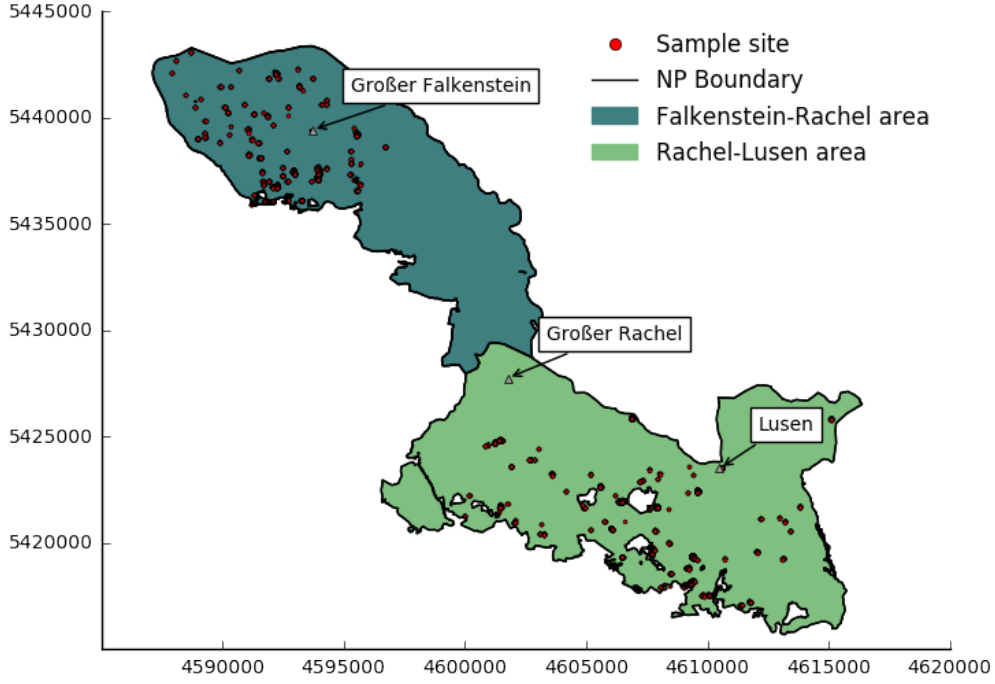 5445000
5440000
5435000
5430000
5425000
5420000
Sample site
NP Boundary
Falkenstein-Rachel area
Rachel-Lusen area
Großer Falkenstein
Großer Rachel
Lusen
4590000 4595000 4600000 4605000 4610000 4615000 4620000